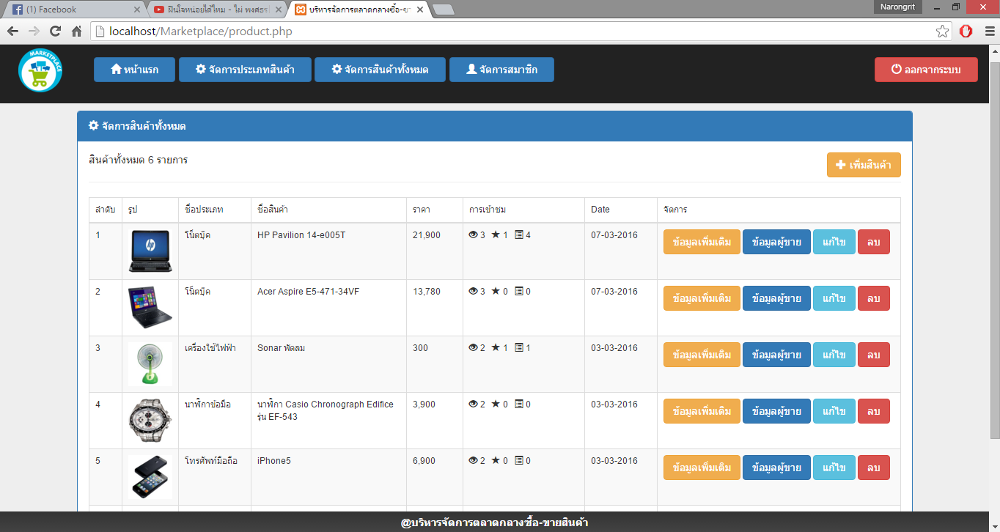 (1) Facebook
ฝืนใจหน่อยได้ไหม - ไผ่ พงศธร
บริหารจัดการตลาดกลางซื้อ-ขา
Narongrit
localhost/Marketplace/product.php
MARKETPLACE
หน้าแรก
จัดการประเภทสินค้า
จัดการสินค้าทั้งหมด
จัดการสมาชิก
ออกจากระบบ
จัดการสินค้าทั้งหมด
สินค้าทั้งหมด 6 รายการ
เพิ่มสินค้า
ลำดับ รูป ชื่อประเภท ชื่อสินค้า ราคา การเข้าชม Date จัดการ
1 โน็ตบุ๊ค HP Pavilion 14-e005T 21,900 3 1 4 07-03-2016 ข้อมูลเพิ่มเติม ข้อมูลผู้ขาย แก้ไข ลบ
2 โน็ตบุ๊ค Acer Aspire E5-471-34VF 13,780 3 0 0 07-03-2016 ข้อมูลเพิ่มเติม ข้อมูลผู้ขาย แก้ไข ลบ
3 เครื่องใช้ไฟฟ้า Sonar พัดลม 300 2 1 1 03-03-2016 ข้อมูลเพิ่มเติม ข้อมูลผู้ขาย แก้ไข ลบ
4 นาฬิกาข้อมือ นาฬิกา Casio Chronograph Edifice 3,900 2 0 0 03-03-2016 ข้อมูลเพิ่มเติม ข้อมูลผู้ขาย แก้ไข ลบ
รุ่น EF-543
5 โทรศัพท์มือถือ iPhone5 6,900 2 0 0 03-03-2016 ข้อมูลเพิ่มเติม ข้อมูลผู้ขาย แก้ไข ลบ
@บริหารจัดการตลาดกลางซื้อ-ขายสินค้า